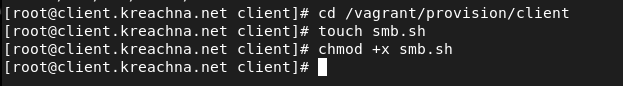 [root@client.kreachna.net client]# cd /vagrant/provision/client
[root@client.kreachna.net client]# touch smb.sh
[root@client.kreachna.net client]# chmod +x smb.sh
[root@client.kreachna.net client]#